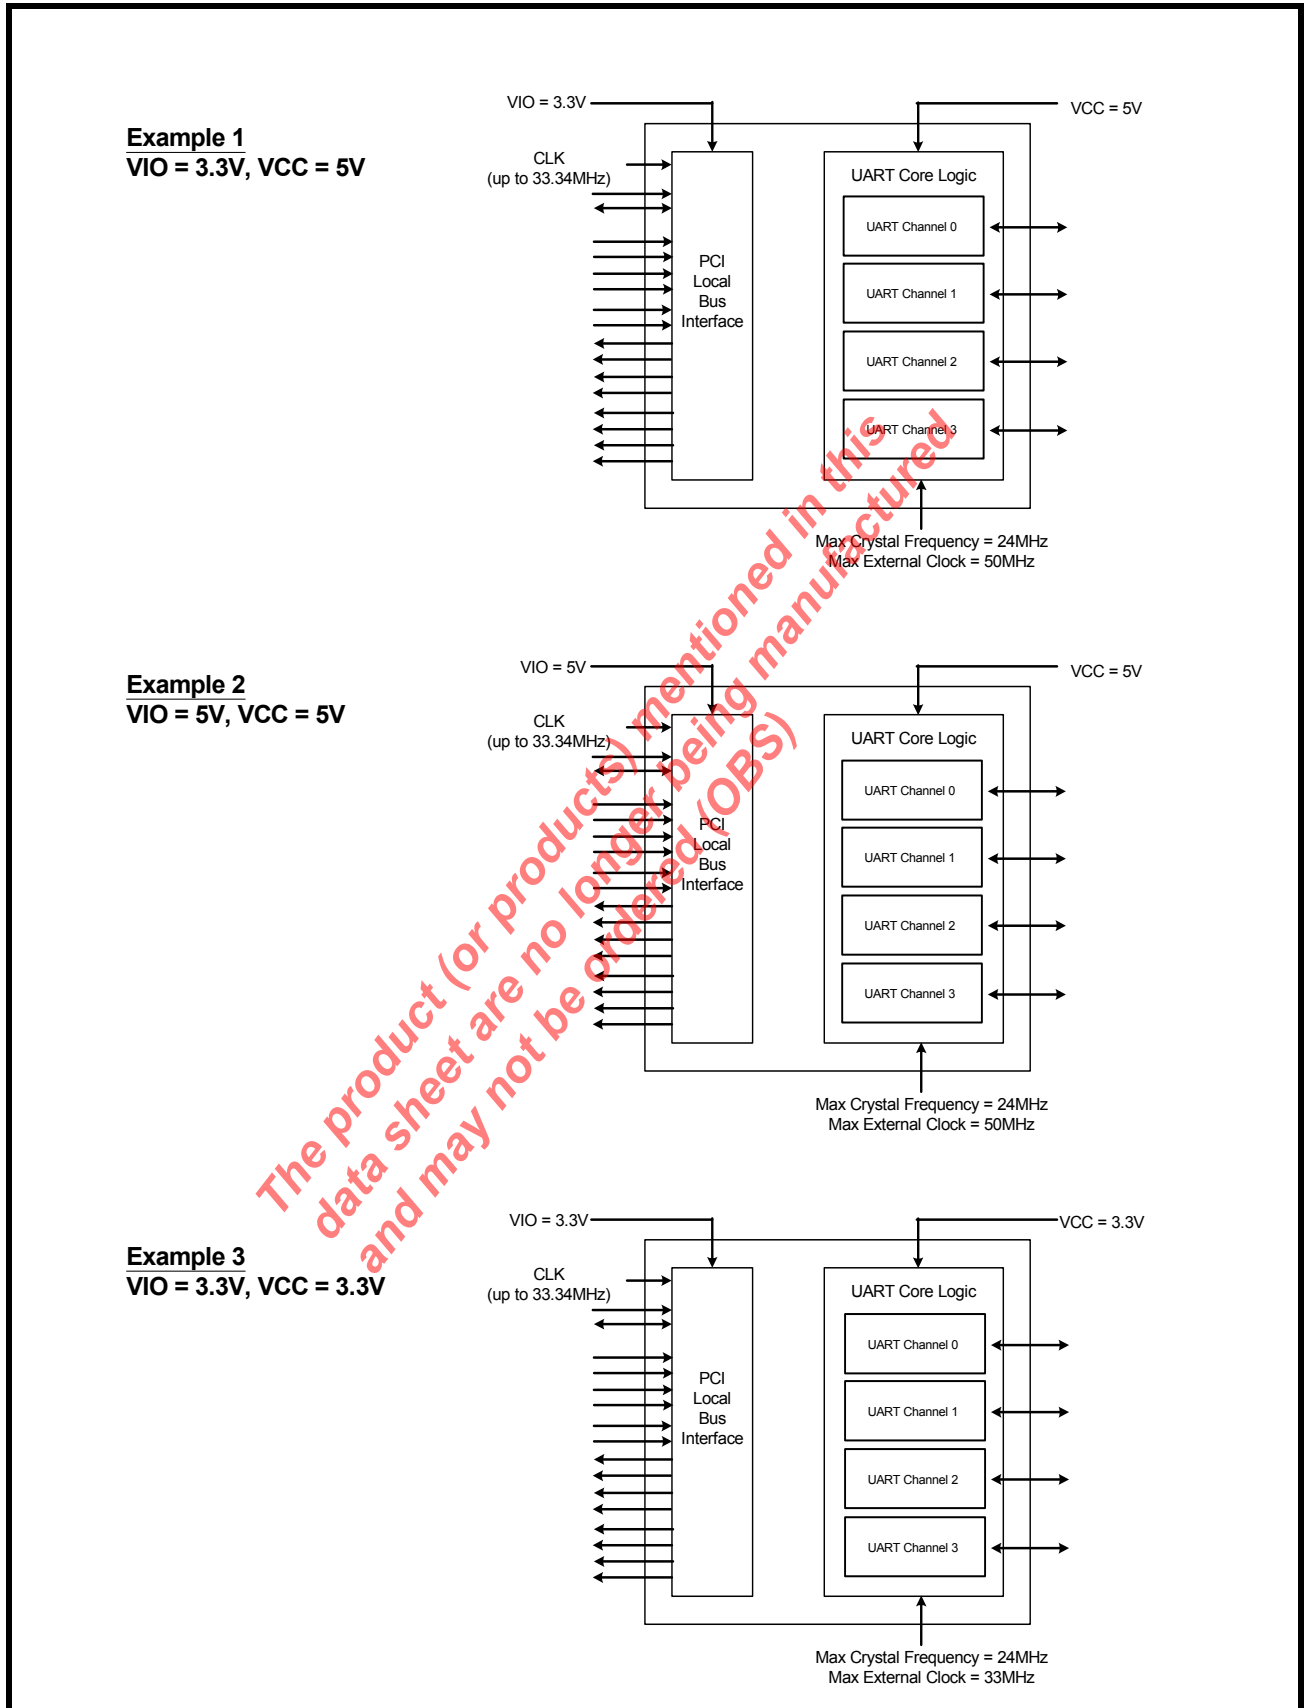 Example 1
VIO = 3.3V, VCC = 5V
VIO = 3.3V
VCC = 5V
CLK
(up to 33.34MHz)
PCI
Local
Bus
Interface
UART Core Logic
UART Channel 0
UART Channel 1
UART Channel 2
UART Channel 3
Max Crystal Frequency = 24MHz
Max External Clock = 50MHz
Example 2
VIO = 5V, VCC = 5V
VIO = 5V
VCC = 5V
CLK
(up to 33.34MHz)
PCI
Local
Bus
Interface
UART Core Logic
UART Channel 0
UART Channel 1
UART Channel 2
UART Channel 3
Max Crystal Frequency = 24MHz
Max External Clock = 50MHz
The product (or products) mentioned in this
data sheet are no longer being manufactured
and may not be ordered (OBS)
Example 3
VIO = 3.3V, VCC = 3.3V
VIO = 3.3V
VCC = 3.3V
CLK
(up to 33.34MHz)
PCI
Local
Bus
Interface
UART Core Logic
UART Channel 0
UART Channel 1
UART Channel 2
UART Channel 3
Max Crystal Frequency = 24MHz
Max External Clock = 33MHz